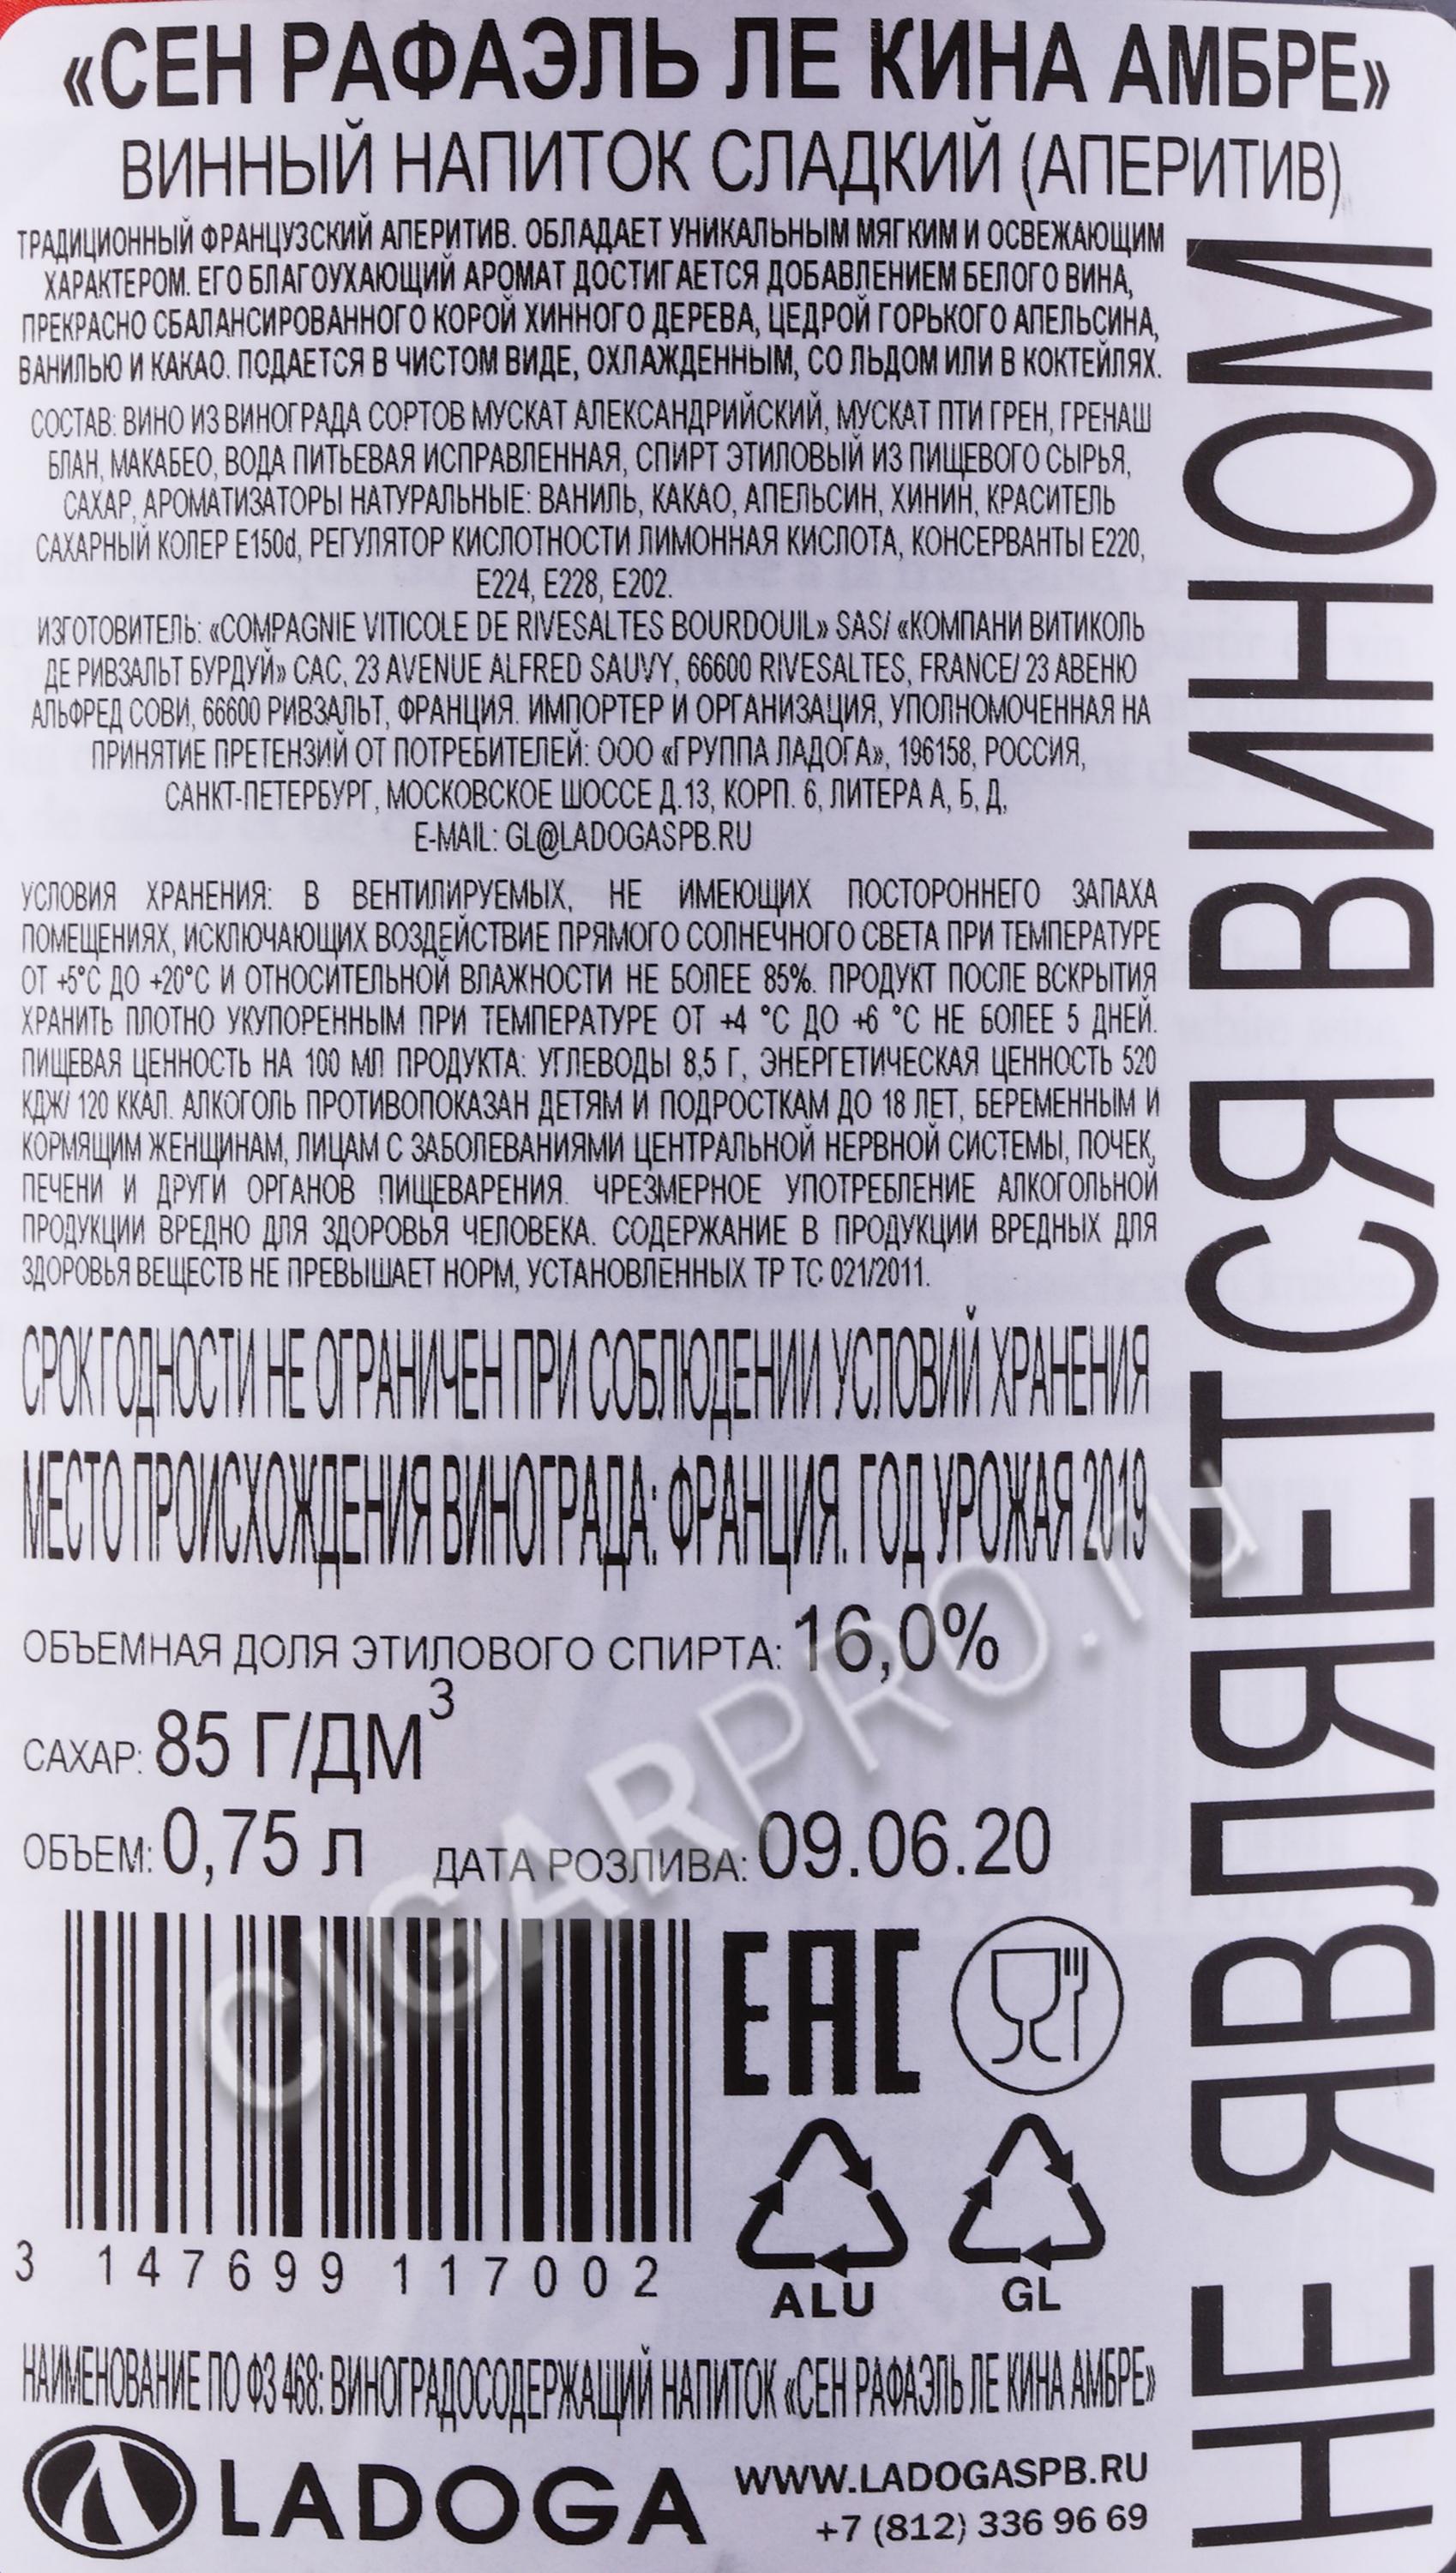 «СЕН РАФАЭЛЬ ЛЕ КИНА АМБРЕ»
ВИННЫЙ НАПИТОК СЛАДКИЙ (АПЕРИТИВ)
ТРАДИЦИОННЫЙ ФРАНЦУЗСКИЙ АПЕРИТИВ. ОБЛАДАЕТ УНИКАЛЬНЫМ МЯГКИМ И ОСВЕЖАЮЩИМ
ХАРАКТЕРОМ. ЕГО БЛАГОУХАЮЩИЙ АРОМАТ ДОСТИГАЕТСЯ ДОБАВЛЕНИЕМ БЕЛОГО ВИНА,
ПРЕКРАСНО СБАЛАНСИРОВАННОГО КОРОЙ ХИННОГО ДЕРЕВА, ЦЕДРОЙ ГОРЬКОГО АПЕЛЬСИНА,
ВАНИЛЬЮ И КАКАО. ПОДАЕТСЯ В ЧИСТОМ ВИДЕ, ОХЛАЖДЕННЫМ, СО ЛЬДОМ ИЛИ В КОКТЕЙЛЯХ.
СОСТАВ: ВИНО ИЗ ВИНОГРАДА СОРТОВ МУСКАТ АЛЕКСАНДРИЙСКИЙ, МУСКАТ ПТИ ГРЕН, ГРЕНАШ
БЛАН, МАКАБЕО, ВОДА ПИТЬЕВАЯ ИСПРАВЛЕННАЯ, СПИРТ ЭТИЛОВЫЙ ИЗ ПИЩЕВОГО СЫРЬЯ,
САХАР, АРОМАТИЗАТОРЫ НАТУРАЛЬНЫЕ: ВАНИЛЬ, КАКАО, АПЕЛЬСИН, ХИНИН, КРАСИТЕЛЬ
САХАРНЫЙ КОЛЕР E150d, РЕГУЛЯТОР КИСЛОТНОСТИ ЛИМОННАЯ КИСЛОТА, КОНСЕРВАНТЫ Е220,
Е224, Е228, Е202.
ИЗГОТОВИТЕЛЬ: «COMPAGNIE VITICOLE DE RIVESALTES BOURDOUIL» SAS/ «КОМПАНИ ВИТИКОЛЬ
ДЕ РИВЗАЛЬТ БУРДУЙ» САС, 23 AVENUE ALFRED SAUVY, 66600 RIVESALTES, FRANCE/ 23 АВЕНЮ
АЛЬФРЕД СОВИ, 66600 РИВЗАЛЬТ, ФРАНЦИЯ. ИМПОРТЕР И ОРГАНИЗАЦИЯ, УПОЛНОМОЧЕННАЯ НА
ПРИНЯТИЕ ПРЕТЕНЗИЙ ОТ ПОТРЕБИТЕЛЕЙ: ООО «ГРУППА ЛАДОГА», 196158, РОССИЯ,
САНКТ-ПЕТЕРБУРГ, МОСКОВСКОЕ ШОССЕ Д.13, КОРП. 6, ЛИТЕРА А, Б, Д,
E-MAIL: GL@LADOGASPB.RU
УСЛОВИЯ ХРАНЕНИЯ: В ВЕНТИЛИРУЕМЫХ, НЕ ИМЕЮЩИХ ПОСТОРОННЕГО ЗАПАХА
ПОМЕЩЕНИЯХ, ИСКЛЮЧАЮЩИХ ВОЗДЕЙСТВИЕ ПРЯМОГО СОЛНЕЧНОГО СВЕТА ПРИ ТЕМПЕРАТУРЕ
ОТ +5°С ДО +20°С И ОТНОСИТЕЛЬНОЙ ВЛАЖНОСТИ НЕ БОЛЕЕ 85%. ПРОДУКТ ПОСЛЕ ВСКРЫТИЯ
ХРАНИТЬ ПЛОТНО УКУПОРЕННЫМ ПРИ ТЕМПЕРАТУРЕ ОТ +4 °С ДО +6 °С НЕ БОЛЕЕ 5 ДНЕЙ.
ПИЩЕВАЯ ЦЕННОСТЬ НА 100 МЛ ПРОДУКТА: УГЛЕВОДЫ 8,5 Г, ЭНЕРГЕТИЧЕСКАЯ ЦЕННОСТЬ 520
КДЖ/ 120 ККАЛ. АЛКОГОЛЬ ПРОТИВОПОКАЗАН ДЕТЯМ И ПОДРОСТКАМ ДО 18 ЛЕТ, БЕРЕМЕННЫМ И
КОРМЯЩИМ ЖЕНЩИНАМ, ЛИЦАМ С ЗАБОЛЕВАНИЯМИ ЦЕНТРАЛЬНОЙ НЕРВНОЙ СИСТЕМЫ, ПОЧЕК,
ПЕЧЕНИ И ДРУГИ ОРГАНОВ ПИЩЕВАРЕНИЯ. ЧРЕЗМЕРНОЕ УПОТРЕБЛЕНИЕ АЛКОГОЛЬНОЙ
ПРОДУКЦИИ ВРЕДНО ДЛЯ ЗДОРОВЬЯ ЧЕЛОВЕКА. СОДЕРЖАНИЕ В ПРОДУКЦИИ ВРЕДНЫХ ДЛЯ
ЗДОРОВЬЯ ВЕЩЕСТВ НЕ ПРЕВЫШАЕТ НОРМ, УСТАНОВЛЕННЫХ ТР ТС 021/2011.
СРОК ГОДНОСТИ НЕ ОГРАНИЧЕН ПРИ СОБЛЮДЕНИИ УСЛОВИЙ ХРАНЕНИЯ
МЕСТО ПРОИСХОЖДЕНИЯ ВИНОГРАДА: ФРАНЦИЯ. ГОД УРОЖАЯ 2019
ОБЪЕМНАЯ ДОЛЯ ЭТИЛОВОГО СПИРТА: 16,0%
САХАР: 85 Г/ДМ³
ОБЪЕМ: 0,75 л ДАТА РОЗЛИВА: 09.06.20
3 147699 117002
ЕАС
ALU GL
НАИМЕНОВАНИЕ ПО ФЗ 468: ВИНОГРАДОСОДЕРЖАЩИЙ НАПИТОК «СЕН РАФАЭЛЬ ЛЕ КИНА АМБРЕ»
LADOGA
WWW.LADOGASPB.RU
+7 (812) 336 96 69
НЕ ЯВЛЯЕТСЯ ВИНОМ
CIGARPRO.ru